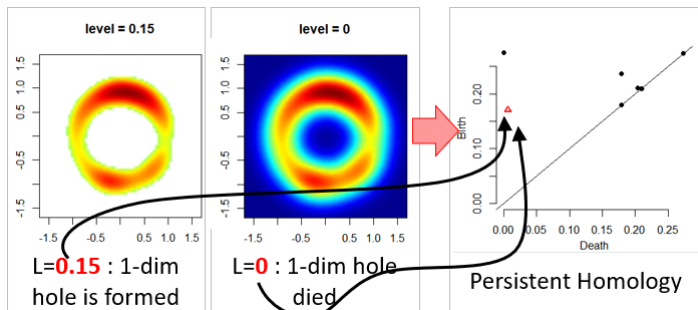 level = 0.15
1.5
1.0
0.5
-0.5
-1.5
-1.5
-0.5
0.5
1.5
L=0.15 : 1-dim
hole is formed
level = 0
1.5
1.0
0.5
-0.5
-1.5
-1.5
-0.5
0.5 1.0 1.5
L=0 : 1-dim hole
died
Birth
0.20
0.10
0.00
0.00
0.05
0.10
0.15
0.20
0.25
Death
Persistent Homology